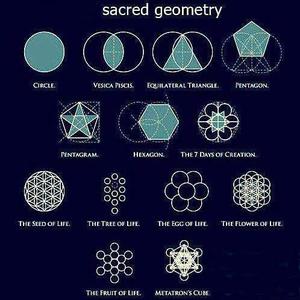 sacred geometry
CIRCLE. VESICA PISCIS. EQUILATERAL TRIANGLE. PENTAGON.
PENTAGRAM. HEXAGON. THE 7 DAYS OF CREATION.
THE SEED OF LIFE. THE TREE OF LIFE. THE EGG OF LIFE. THE FLOWER OF LIFE.
THE FRUIT OF LIFE. METATRON'S CUBE.